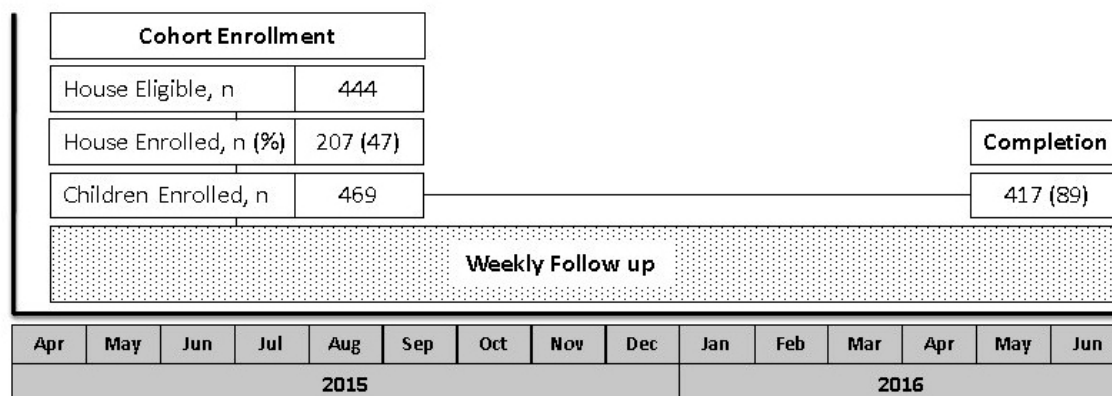 Cohort Enrollment
House Eligible, n 444
House Enrolled, n (%) 207 (47)
Completion
Children Enrolled, n 469 417 (89)
Weekly Follow up
Apr May Jun Jul Aug Sep Oct Nov Dec Jan Feb Mar Apr May Jun
2015 2016